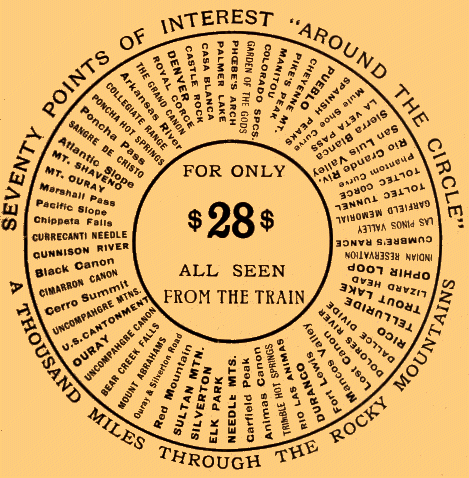 SEVENTY POINTS OF INTEREST "AROUND THE CIRCLE"
A THOUSAND MILES THROUGH THE ROCKY MOUNTAINS
FOR ONLY
$28$
ALL SEEN
FROM THE TRAIN
DENVER
CASTLE ROCK
CASA BLANCA
PALMER LAKE
PHŒBE'S ARCH
GARDEN OF THE GODS
COLORADO SPGS.
MANITOU
PIKE'S PEAK
CHEYENNE MT.
PUEBLO
SPANISH PEAKS
Mule Shoe Curve
LA VETA PASS
Sierra Blanca
San Luis Valley
Rio Grande Riv.
Phantom Curve
TOLTEC GORGE
TOLTEC TUNNEL
GARFIELD MEMORIAL
LAS PINOS VALLEY
CUMBRE'S RANGE
INDIAN RESERVATION
OPHIR LOOP
LIZARD HEAD
TROUT LAKE
TELLURIDE
RICO
PALACE DIVIDE
DOLORES RIVER
Lost Canon
Mancos Valley
Fort Lewis
DURANGO
RIO LAS ANIMAS
TRIMBLE HOT SPRINGS
Animas Canon
Garfield Peak
NEEDLE MTS.
ELK PARK
SILVERTON
SULTAN MTN.
Red Mountain
Ouray & Silverton Road
MOUNT ABRAHAMS
BEAR CREEK FALLS
UNCOMPAHGRE CANON
OURAY
U.S. CANTONMENT
UNCOMPAHGRE MTNS.
Cerro Summit
CIMARRON CANON
Black Canon
GUNNISON RIVER
CURRECANTI NEEDLE
Chippeta Falls
Pacific Slope
Marshall Pass
MT. OURAY
MT. SHAVENO
Atlantic Slope
SANGRE DE CRISTO
Poncha Pass
PONCHA HOT SPRINGS
COLLEGIATE RANGE
Arkansas River
THE GRAND CANON
ROYAL GORGE